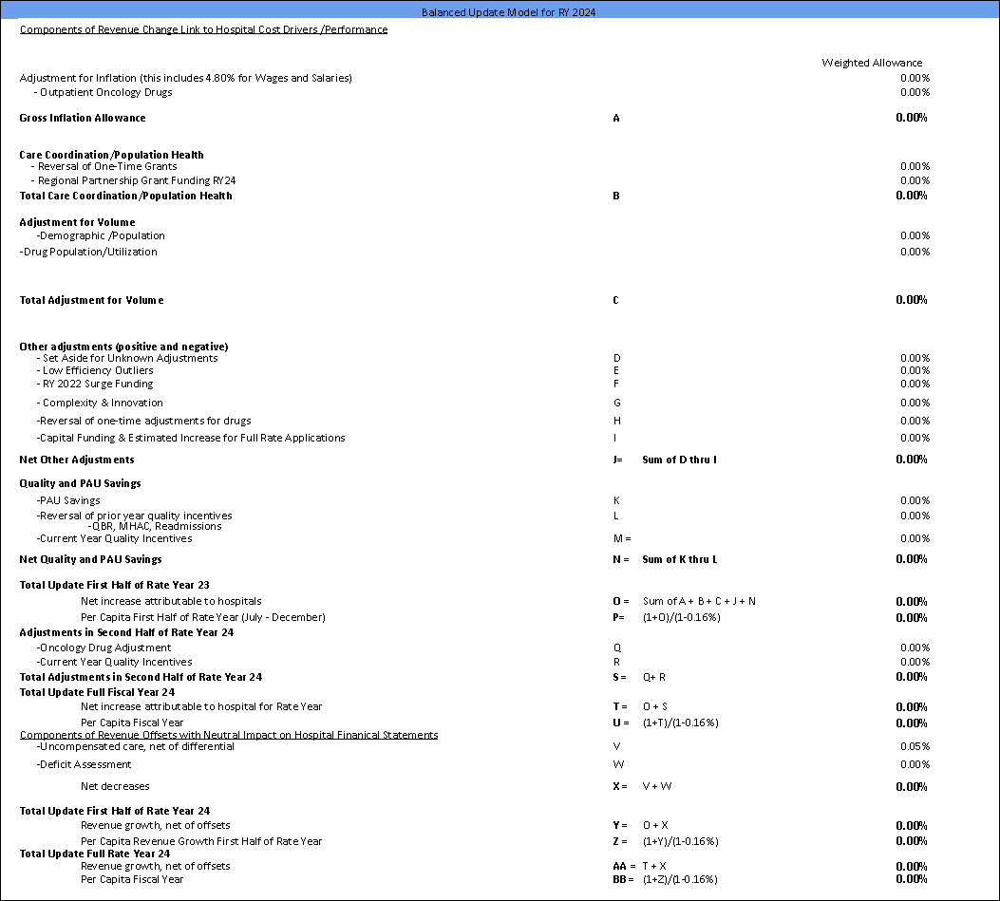 Balanced Update Model for RY 2024
Components of Revenue Change Link to Hospital Cost Drivers /Performance
Weighted Allowance
Adjustment for Inflation (this includes 4.80% for Wages and Salaries) 0.00%
- Outpatient Oncology Drugs 0.00%
Gross Inflation Allowance A 0.00%
Care Coordination/Population Health
- Reversal of One-Time Grants 0.00%
- Regional Partnership Grant Funding RY24 0.00%
Total Care Coordination/Population Health B 0.00%
Adjustment for Volume
-Demographic /Population 0.00%
-Drug Population/Utilization 0.00%
Total Adjustment for Volume C 0.00%
Other adjustments (positive and negative)
- Set Aside for Unknown Adjustments D 0.00%
- Low Efficiency Outliers E 0.00%
- RY 2022 Surge Funding F 0.00%
- Complexity & Innovation G 0.00%
-Reversal of one-time adjustments for drugs H 0.00%
-Capital Funding & Estimated Increase for Full Rate Applications I 0.00%
Net Other Adjustments J= Sum of D thru I 0.00%
Quality and PAU Savings
-PAU Savings K 0.00%
-Reversal of prior year quality incentives L 0.00%
-QBR, MHAC, Readmissions
-Current Year Quality Incentives M = 0.00%
Net Quality and PAU Savings N = Sum of K thru L 0.00%
Total Update First Half of Rate Year 23
Net increase attributable to hospitals O = Sum of A + B + C + J + N 0.00%
Per Capita First Half of Rate Year (July - December) P= (1+O)/(1-0.16%) 0.00%
Adjustments in Second Half of Rate Year 24
-Oncology Drug Adjustment Q 0.00%
-Current Year Quality Incentives R 0.00%
Total Adjustments in Second Half of Rate Year 24 S = Q+ R 0.00%
Total Update Full Fiscal Year 24
Net increase attributable to hospital for Rate Year T = O + S 0.00%
Per Capita Fiscal Year U = (1+T)/(1-0.16%) 0.00%
Components of Revenue Offsets with Neutral Impact on Hospital Finanical Statements
-Uncompensated care, net of differential V 0.05%
-Deficit Assessment W 0.00%
Net decreases X = V + W 0.00%
Total Update First Half of Rate Year 24
Revenue growth, net of offsets Y = O + X 0.00%
Per Capita Revenue Growth First Half of Rate Year Z = (1+Y)/(1-0.16%) 0.00%
Total Update Full Rate Year 24
Revenue growth, net of offsets AA = T + X 0.00%
Per Capita Fiscal Year BB = (1+Z)/(1-0.16%) 0.00%